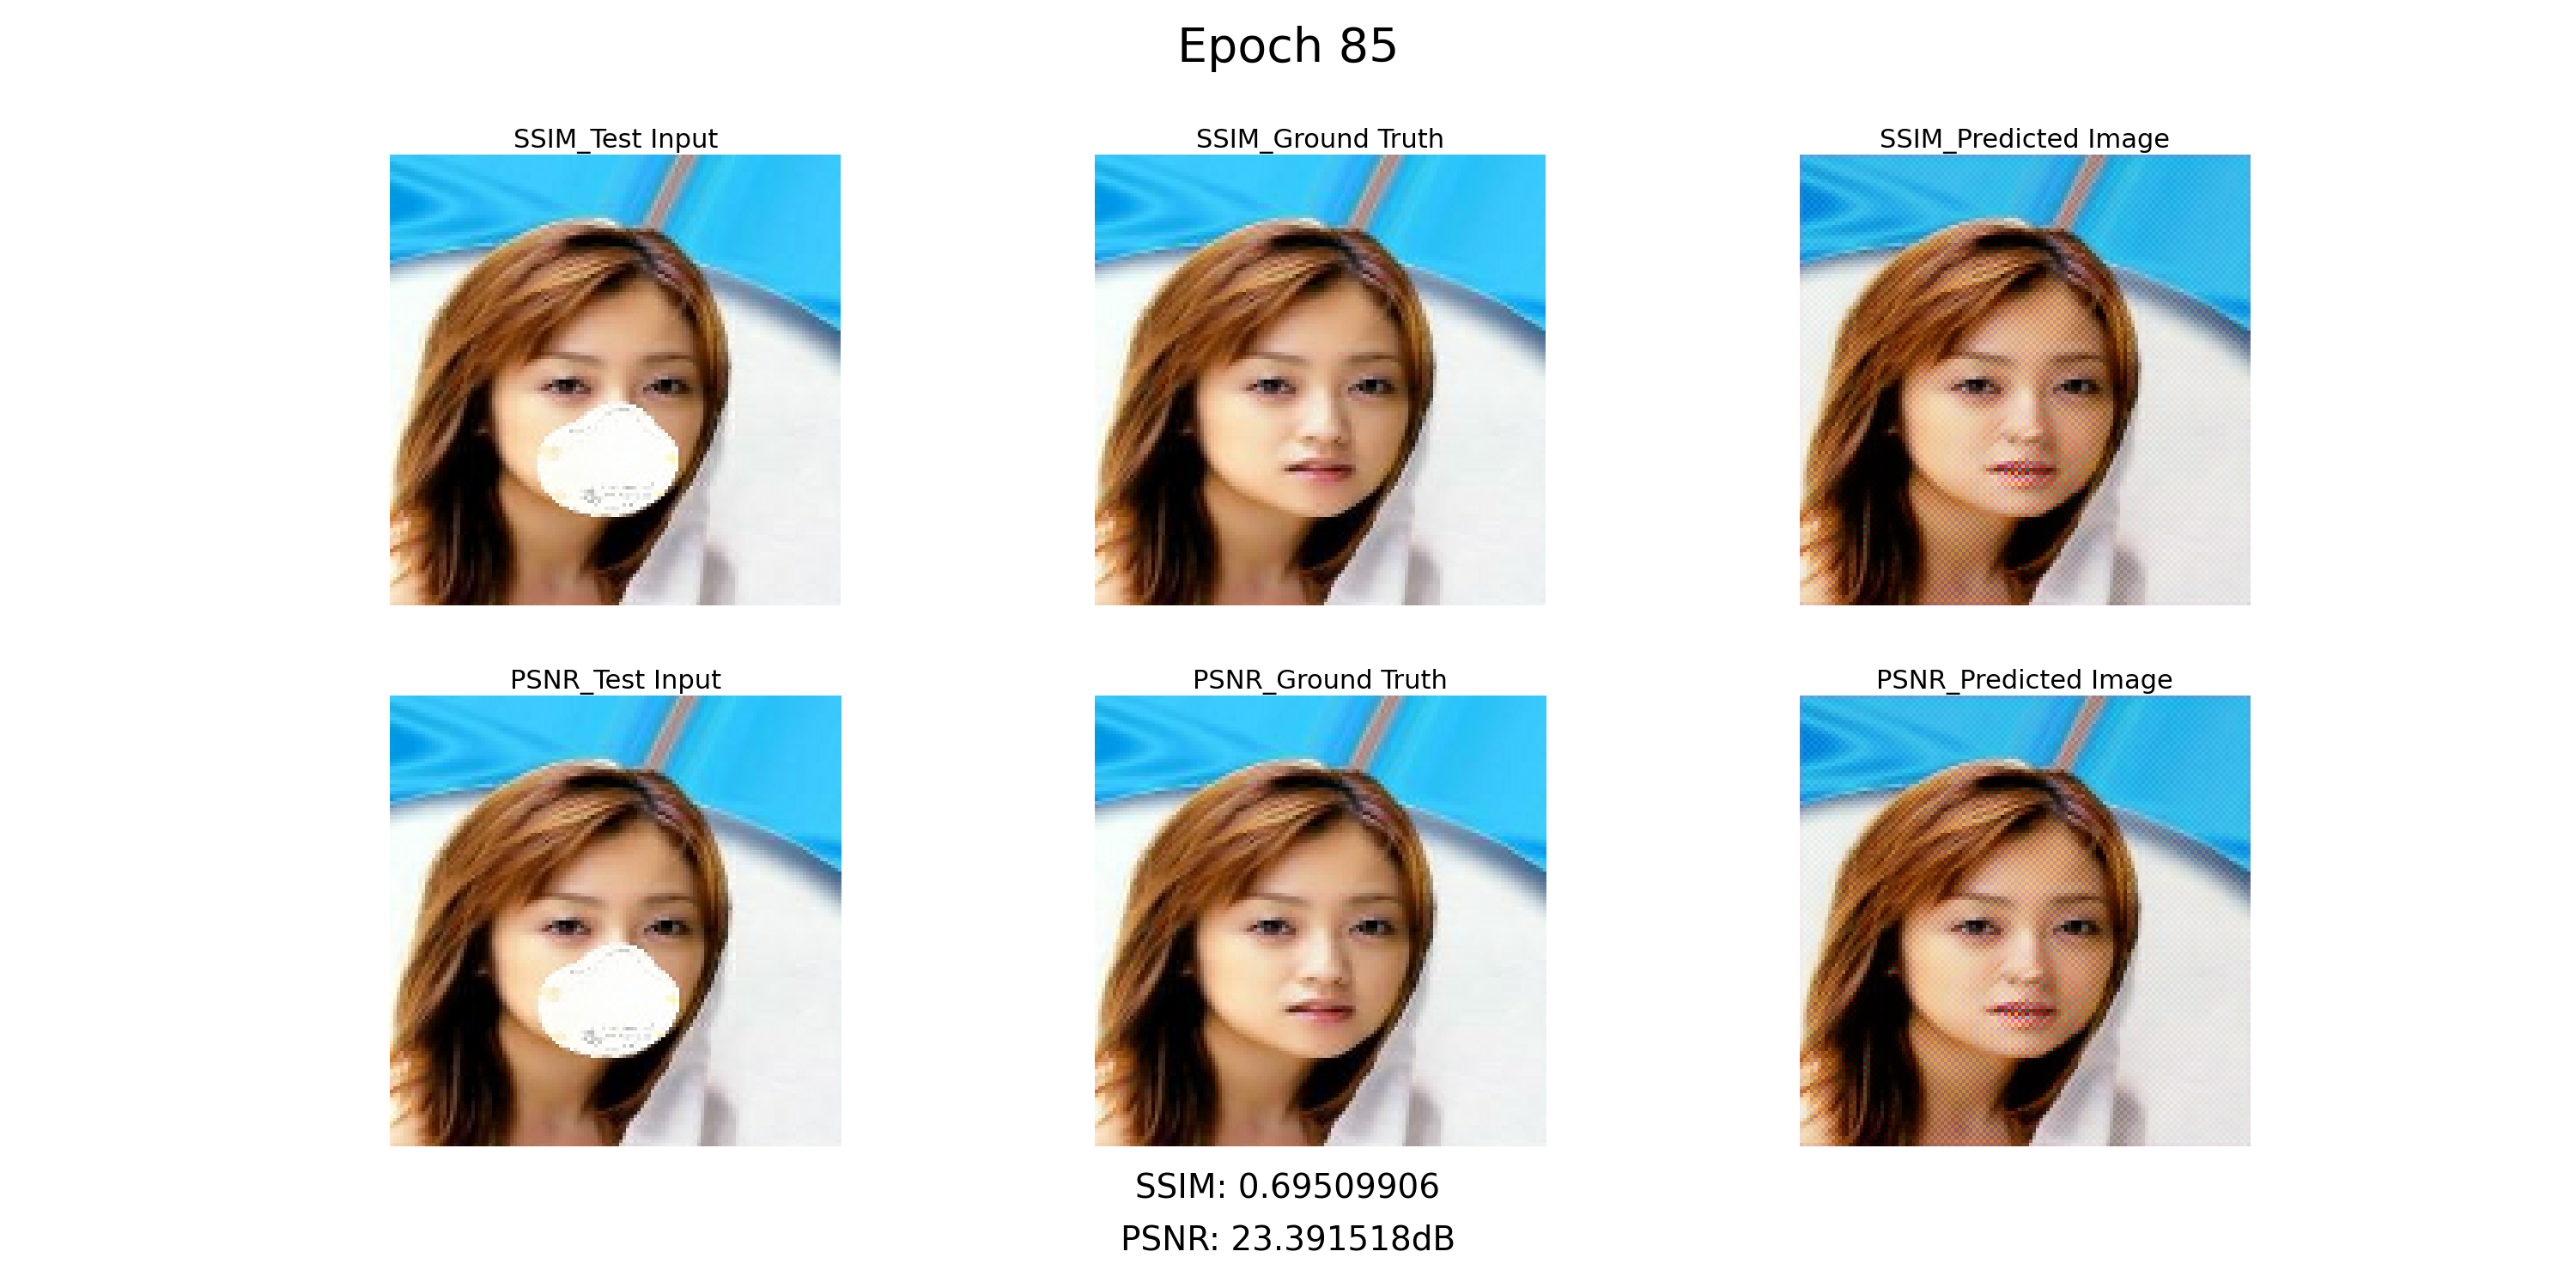 Epoch 85
SSIM_Test Input
SSIM_Ground Truth
SSIM_Predicted Image
PSNR_Test Input
PSNR_Ground Truth
PSNR_Predicted Image
SSIM: 0.69509906
PSNR: 23.391518dB